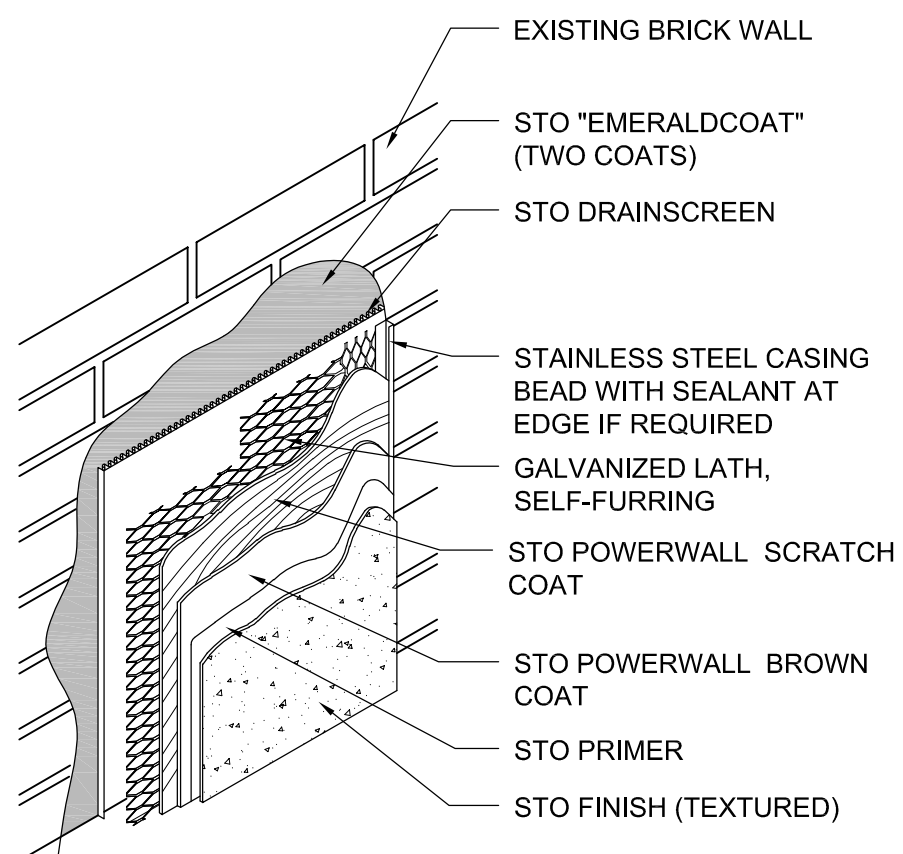 EXISTING BRICK WALL
STO "EMERALDCOAT"
(TWO COATS)
STO DRAINSCREEN
STAINLESS STEEL CASING
BEAD WITH SEALANT AT
EDGE IF REQUIRED
GALVANIZED LATH,
SELF-FURRING
STO POWERWALL  SCRATCH
COAT
STO POWERWALL  BROWN
COAT
STO PRIMER
STO FINISH (TEXTURED)